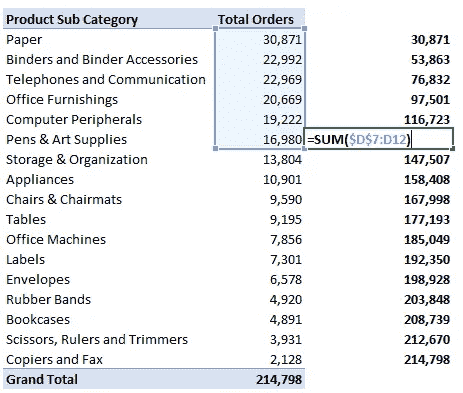 Product Sub Category Total Orders
Paper 30,871 30,871
Binders and Binder Accessories 22,992 53,863
Telephones and Communication 22,969 76,832
Office Furnishings 20,669 97,501
Computer Peripherals 19,222 116,723
Pens & Art Supplies 16,980 =SUM($D$7:D12)
Storage & Organization 13,804 147,507
Appliances 10,901 158,408
Chairs & Chairmats 9,590 167,998
Tables 9,195 177,193
Office Machines 7,856 185,049
Labels 7,301 192,350
Envelopes 6,578 198,928
Rubber Bands 4,920 203,848
Bookcases 4,891 208,739
Scissors, Rulers and Trimmers 3,931 212,670
Copiers and Fax 2,128 214,798
Grand Total 214,798